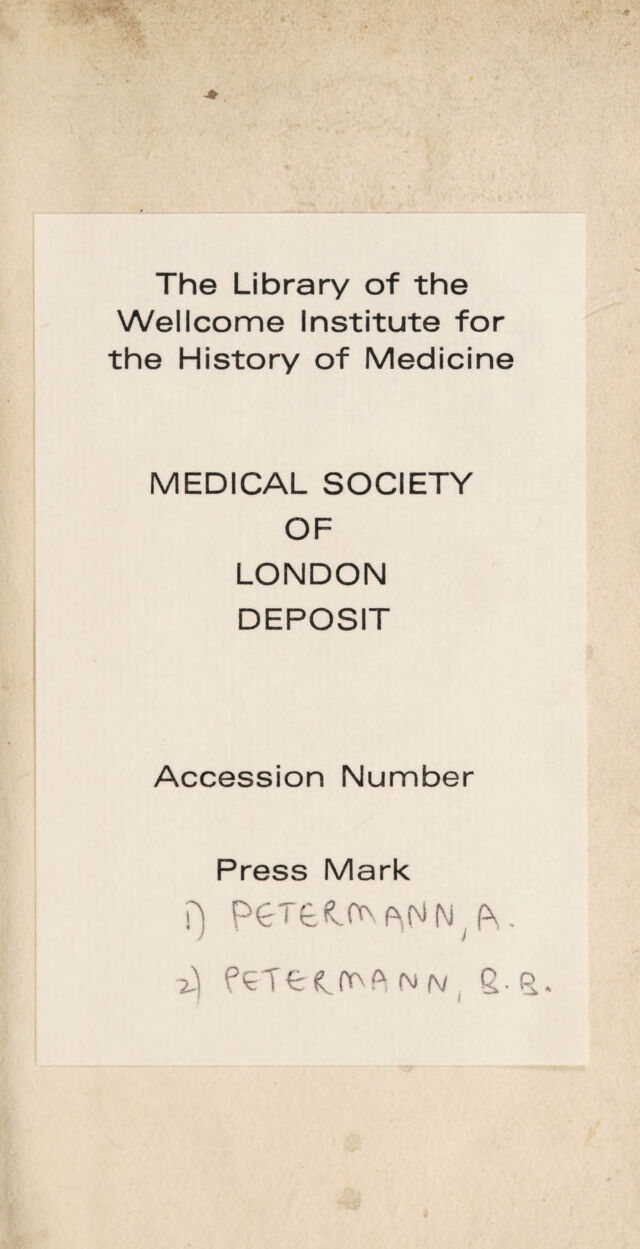 The Library of the
Wellcome Institute for
the History of Medicine
MEDICAL SOCIETY
OF
LONDON
DEPOSIT
Accession Number
Press Mark
1) PETERMANN, A.
2) PETERMANN, B.B.